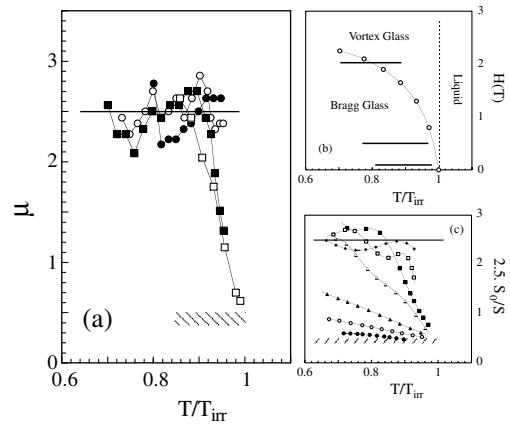 4
3
μ
2
1
0
(a)
0.6
0.8
1
T/T_irr
Vortex Glass
Bragg Glass
Liquid
(b)
3
2
1
0
H(T)
0.6
0.8
1
T/T_irr
(c)
3
2
1
0
2.5. S_0/S
0.6
0.8
1
T/T_irr